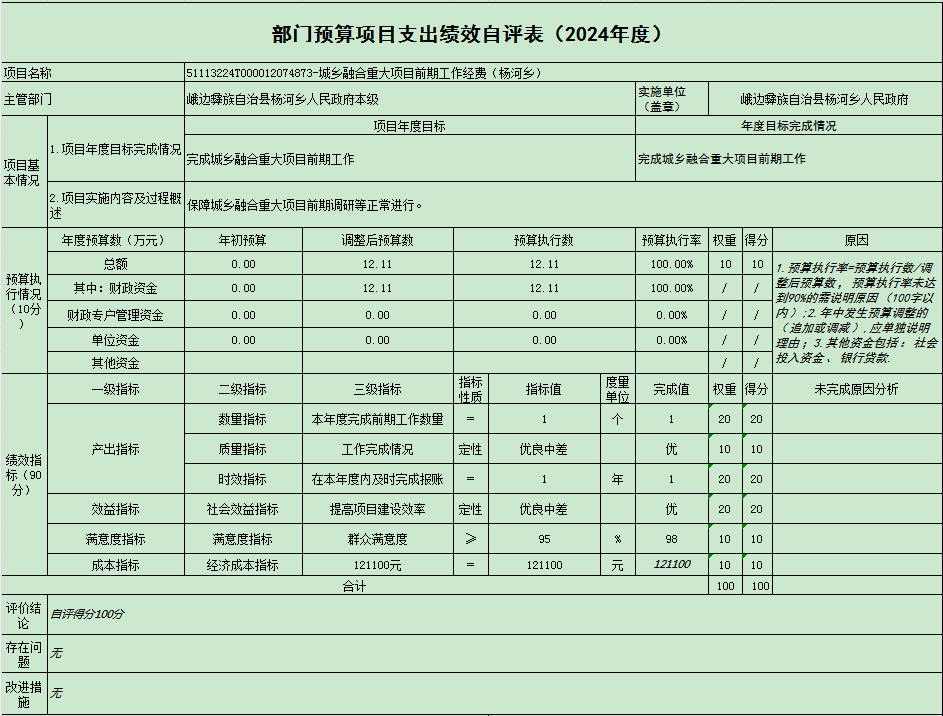 部门预算项目支出绩效自评表（2024年度）
项目名称 51113224T000012074873-城乡融合重大项目前期工作经费（杨河乡）
主管部门 峨边彝族自治县杨河乡人民政府本级 实施单位（盖章） 峨边彝族自治县杨河乡人民政府
项目基本情况 1.项目年度目标完成情况 项目年度目标 年度目标完成情况
完成城乡融合重大项目前期工作 完成城乡融合重大项目前期工作
2.项目实施内容及过程概述 保障城乡融合重大项目前期调研等正常进行。
预算执行情况（10分） 年度预算数（万元） 年初预算 调整后预算数 预算执行数 预算执行率 权重 得分 原因
总额 0.00 12.11 12.11 100.00% 10 10
其中：财政资金 0.00 12.11 12.11 100.00% / /
财政专户管理资金 0.00 0.00 0.00 0.00% / /
单位资金 0.00 0.00 0.00 0.00% / /
其他资金 / /
1.预算执行率=预算执行数/调整后预算数，预算执行率未达到90%的需说明原因（100字以内）;2.年中发生预算调整的（追加或调减），应单独说明理由；3.其他资金包括：社会投入资金、银行贷款.
绩效指标（90分） 一级指标 二级指标 三级指标 指标性质 指标值 度量单位 完成值 权重 得分 未完成原因分析
产出指标 数量指标 本年度完成前期工作数量 = 1 个 1 20 20
质量指标 工作完成情况 定性 优良中差 优 10 10
时效指标 在本年度内及时完成报账 = 1 年 1 20 20
效益指标 社会效益指标 提高项目建设效率 定性 优良中差 优 20 20
满意度指标 满意度指标 群众满意度 ≥ 95 % 98 10 10
成本指标 经济成本指标 121100元 = 121100 元 121100 10 10
合计 100 100
评价结论 自评得分100分
存在问题 无
改进措施 无